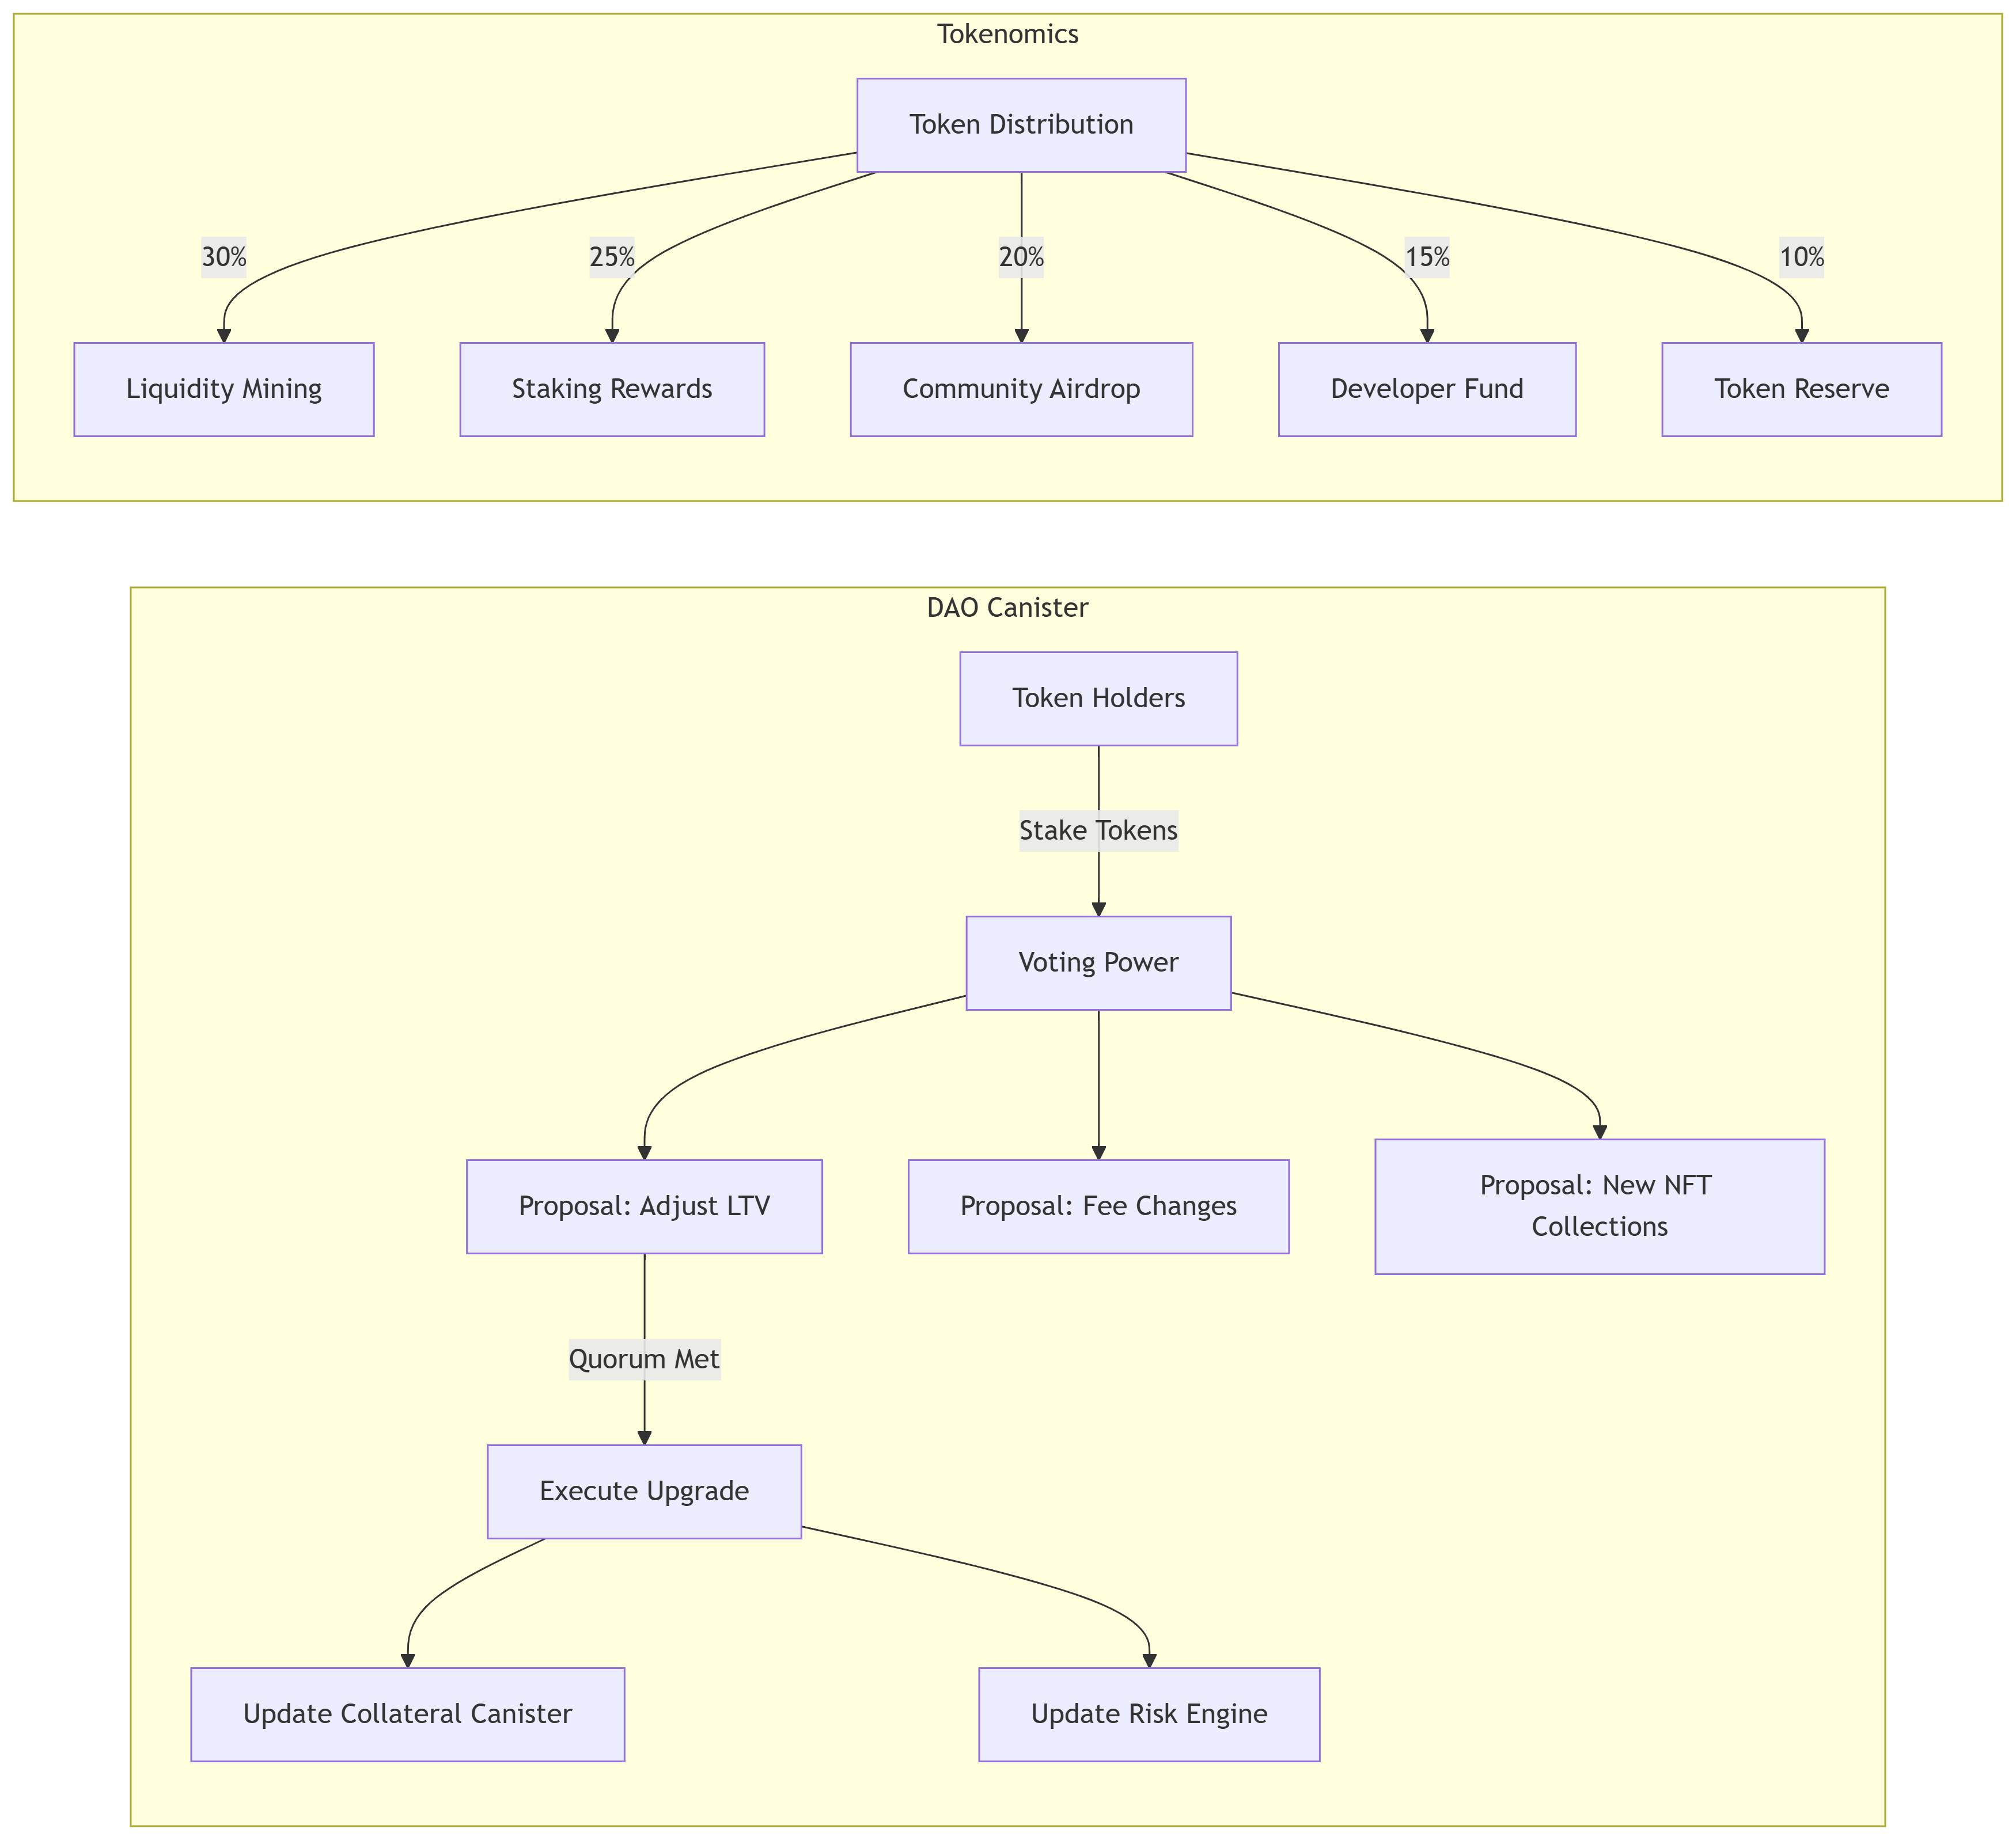 Tokenomics
Token Distribution
30%
25%
20%
15%
10%
Liquidity Mining
Staking Rewards
Community Airdrop
Developer Fund
Token Reserve
DAO Canister
Token Holders
Stake Tokens
Voting Power
Proposal: Adjust LTV
Proposal: Fee Changes
Proposal: New NFT
Collections
Quorum Met
Execute Upgrade
Update Collateral Canister
Update Risk Engine